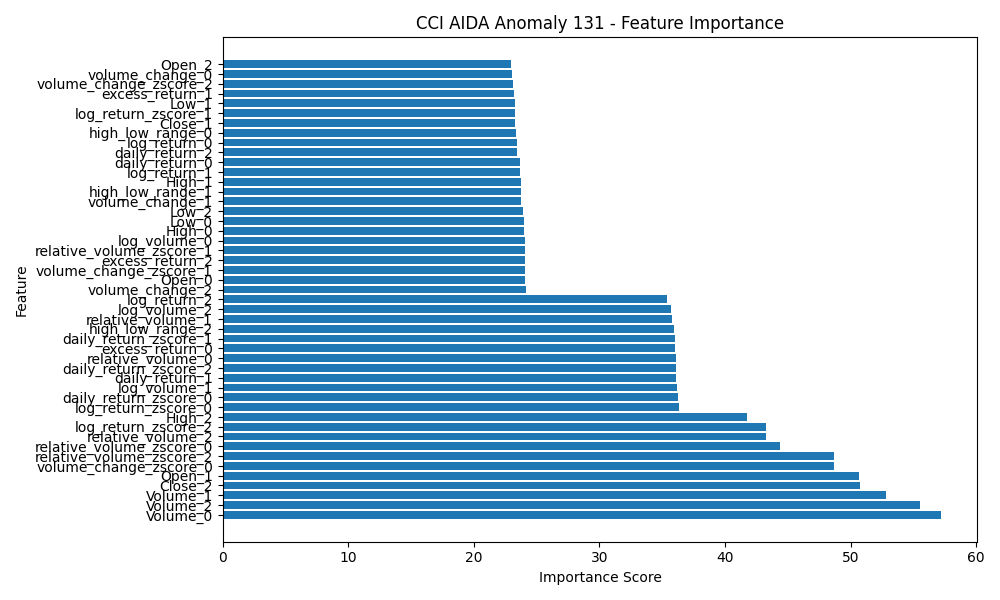 CCI AIDA Anomaly 131 - Feature Importance
Open_2
volume_change_0
volume_change_zscore_2
excess_return_1
Low_1
log_return_zscore_1
Close_1
high_low_range_0
log_return_0
daily_return_2
daily_return_0
log_return_1
High_1
high_low_range_1
volume_change_1
Low_2
Low_0
High_0
log_volume_0
relative_volume_zscore_1
excess_return_2
volume_change_zscore_1
Open_0
volume_change_2
log_return_2
log_volume_2
relative_volume_1
high_low_range_2
daily_return_zscore_1
excess_return_0
relative_volume_0
daily_return_zscore_2
daily_return_1
log_volume_1
daily_return_zscore_0
log_return_zscore_0
High_2
log_return_zscore_2
relative_volume_2
relative_volume_zscore_0
relative_volume_zscore_2
volume_change_zscore_0
Open_1
Close_2
Volume_1
Volume_2
Volume_0
Feature
0 10 20 30 40 50 60
Importance Score